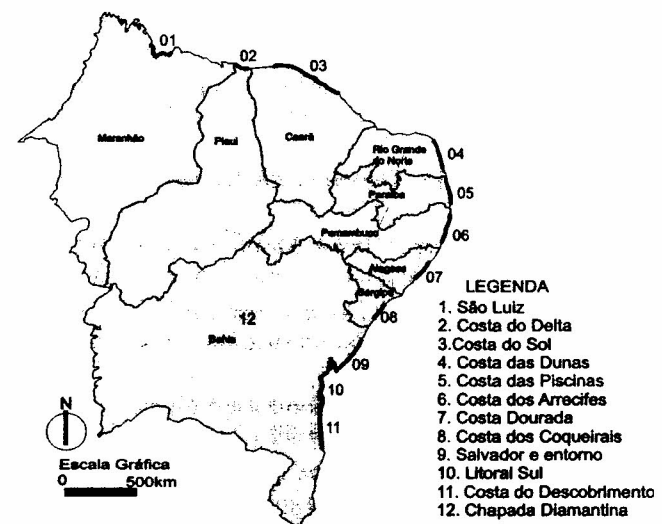 01
02
03
Maranhão
Piauí
Ceará
Rio Grande
do Norte
04
Paraíba
05
Pernambuco
06
Alagoas
07
Sergipe
08
12
Bahia
09
10
11
N
Escala Gráfica
0 500km
LEGENDA
1. São Luiz
2. Costa do Delta
3.Costa do Sol
4. Costa das Dunas
5. Costa das Piscinas
6. Costa dos Arrecifes
7. Costa Dourada
8. Costa dos Coqueirais
9. Salvador e entorno
10. Litoral Sul
11. Costa do Descobrimento
12. Chapada Diamantina